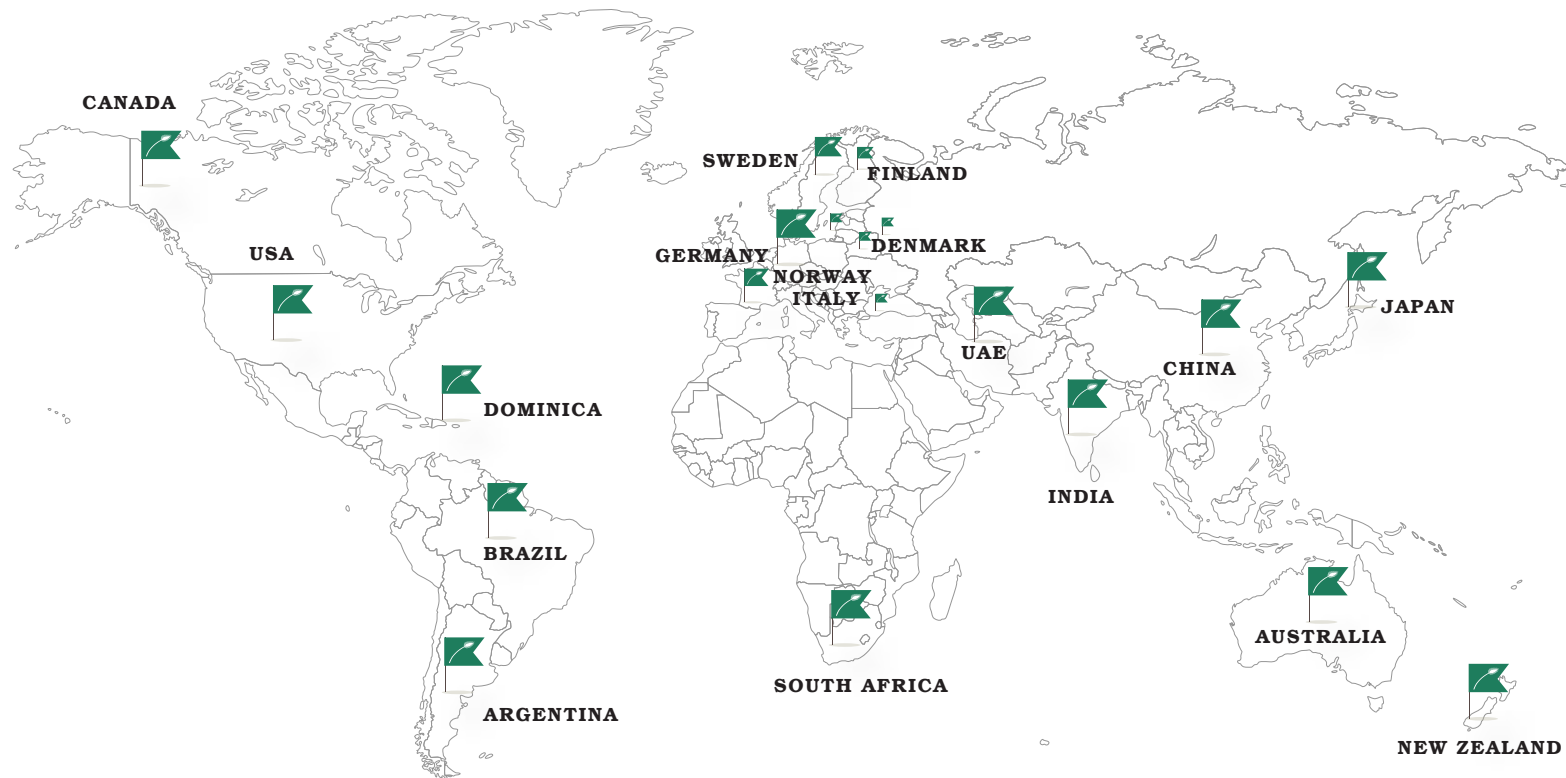 CANADA
SWEDEN
FINLAND
USA
DENMARK
GERMANY
NORWAY
ITALY
JAPAN
UAE
CHINA
DOMINICA
INDIA
BRAZIL
AUSTRALIA
SOUTH AFRICA
ARGENTINA
NEW ZEALAND